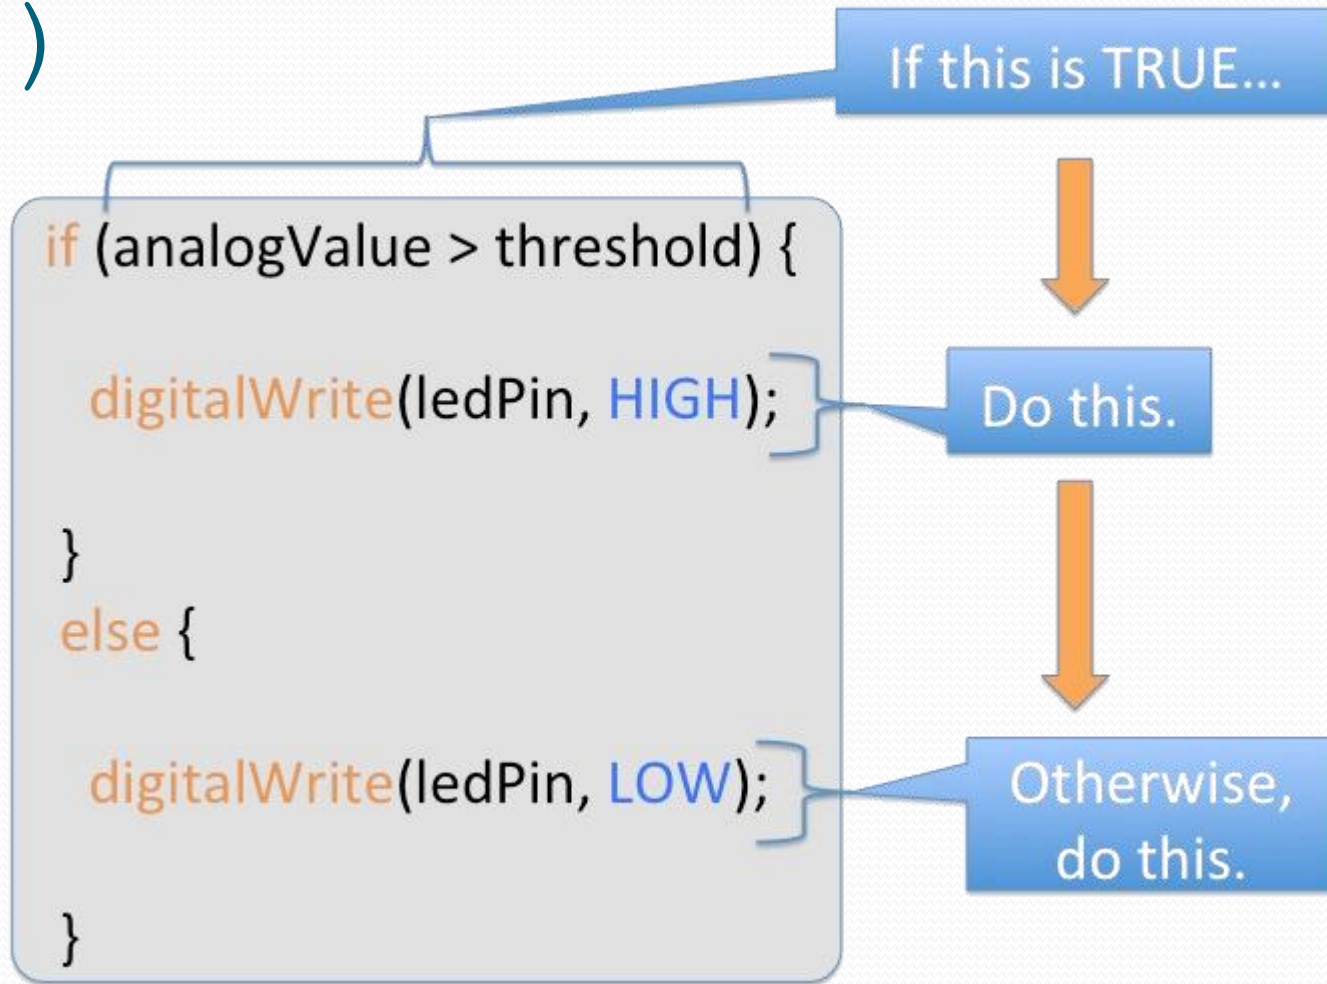 )
If this is TRUE...
if (analogValue > threshold) {
digitalWrite(ledPin, HIGH);
Do this.
}
else {
digitalWrite(ledPin, LOW);
Otherwise,
do this.
}